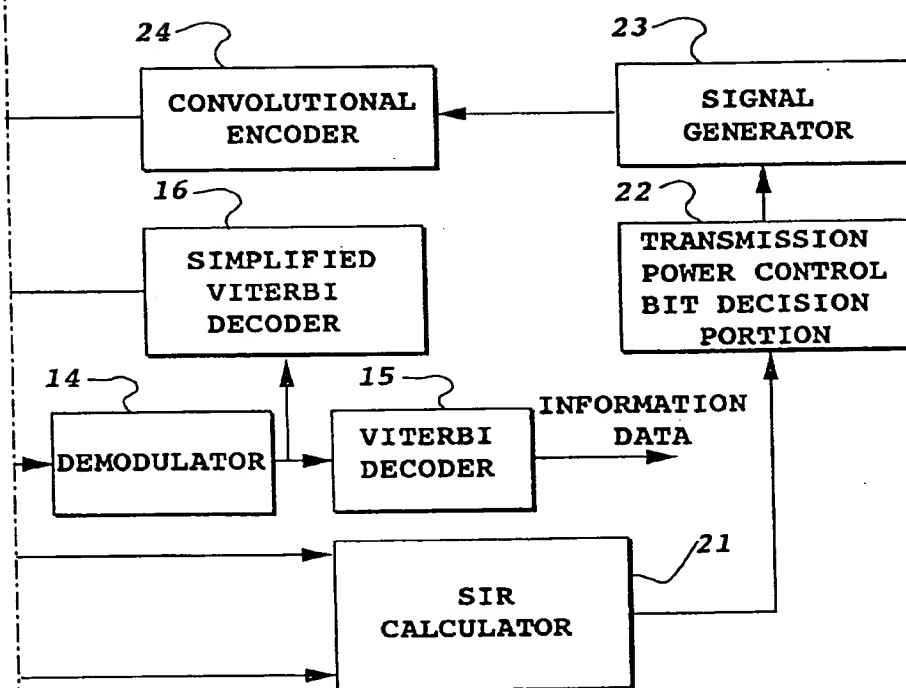 24
CONVOLUTIONAL
ENCODER
23
SIGNAL
GENERATOR
16
SIMPLIFIED
VITERBI
DECODER
22
TRANSMISSION
POWER CONTROL
BIT DECISION
PORTION
14
DEMODULATOR
15
VITERBI
DECODER
INFORMATION
DATA
21
SIR
CALCULATOR